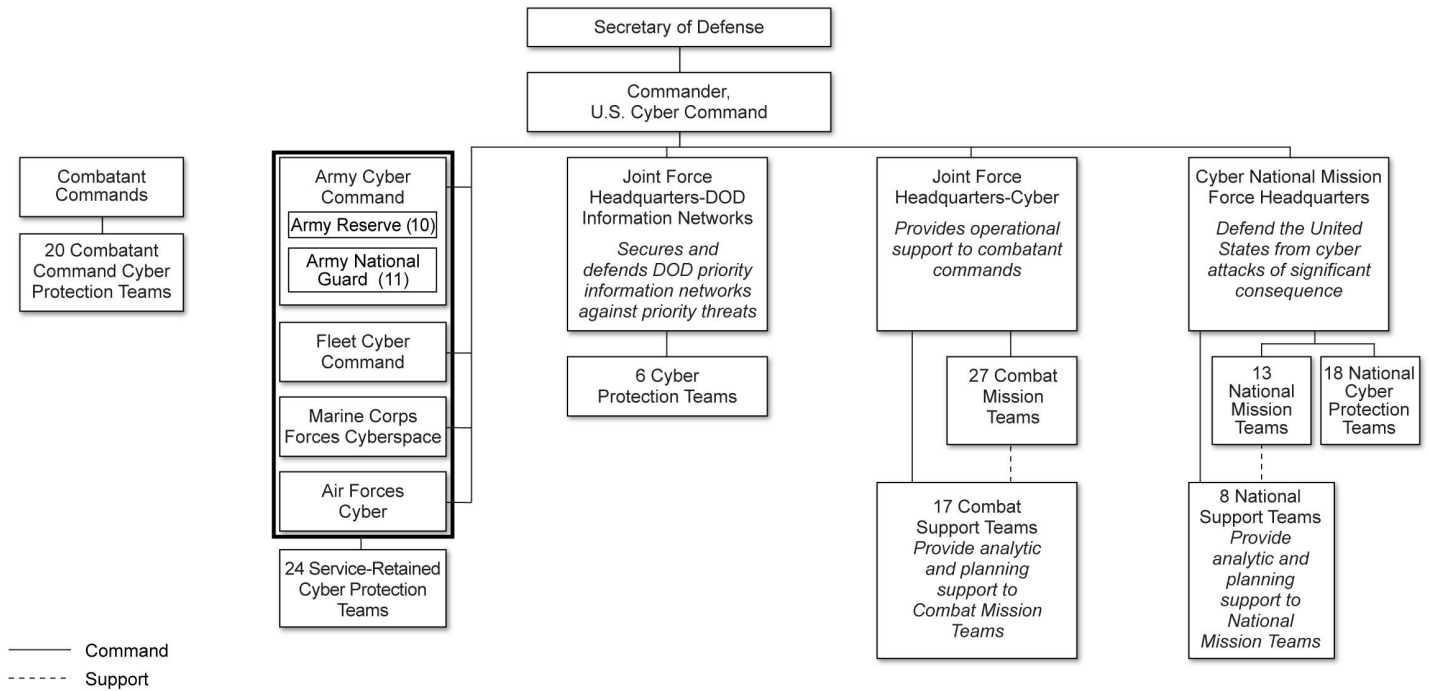 Secretary of Defense
Commander,
U.S. Cyber Command
Combatant
Commands
20 Combatant
Command Cyber
Protection Teams
Army Cyber
Command
Army Reserve (10)
Army National
Guard (11)
Fleet Cyber
Command
Marine Corps
Forces Cyberspace
Air Forces
Cyber
24 Service-Retained
Cyber Protection
Teams
Joint Force
Headquarters-DOD
Information Networks
Secures and
defends DOD priority
information networks
against priority threats
6 Cyber
Protection Teams
Joint Force
Headquarters-Cyber
Provides operational
support to combatant
commands
27 Combat
Mission
Teams
17 Combat
Support Teams
Provide analytic
and planning
support to
Combat Mission
Teams
Cyber National Mission
Force Headquarters
Defend the United
States from cyber
attacks of significant
consequence
13
National
Mission
Teams
18 National
Cyber
Protection
Teams
8 National
Support Teams
Provide
analytic and
planning
support to
National
Mission Teams
Command
Support